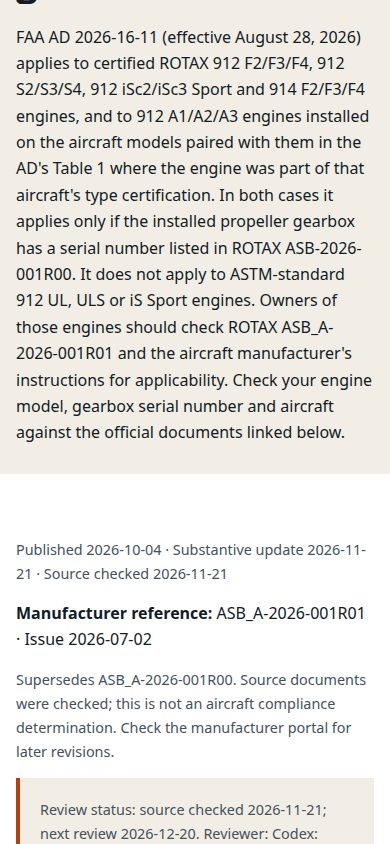 FAA AD 2026-16-11 (effective August 28, 2026)
applies to certified ROTAX 912 F2/F3/F4, 912
S2/S3/S4, 912 iSc2/iSc3 Sport and 914 F2/F3/F4
engines, and to 912 A1/A2/A3 engines installed
on the aircraft models paired with them in the
AD's Table 1 where the engine was part of that
aircraft's type certification. In both cases it
applies only if the installed propeller gearbox
has a serial number listed in ROTAX ASB-2026-
001R00. It does not apply to ASTM-standard
912 UL, ULS or iS Sport engines. Owners of
those engines should check ROTAX ASB_A-
2026-001R01 and the aircraft manufacturer's
instructions for applicability. Check your engine
model, gearbox serial number and aircraft
against the official documents linked below.
Published 2026-10-04 · Substantive update 2026-11-
21 · Source checked 2026-11-21
Manufacturer reference: ASB_A-2026-001R01
· Issue 2026-07-02
Supersedes ASB_A-2026-001R00. Source documents
were checked; this is not an aircraft compliance
determination. Check the manufacturer portal for
later revisions.
Review status: source checked 2026-11-21;
next review 2026-12-20. Reviewer: Codex: